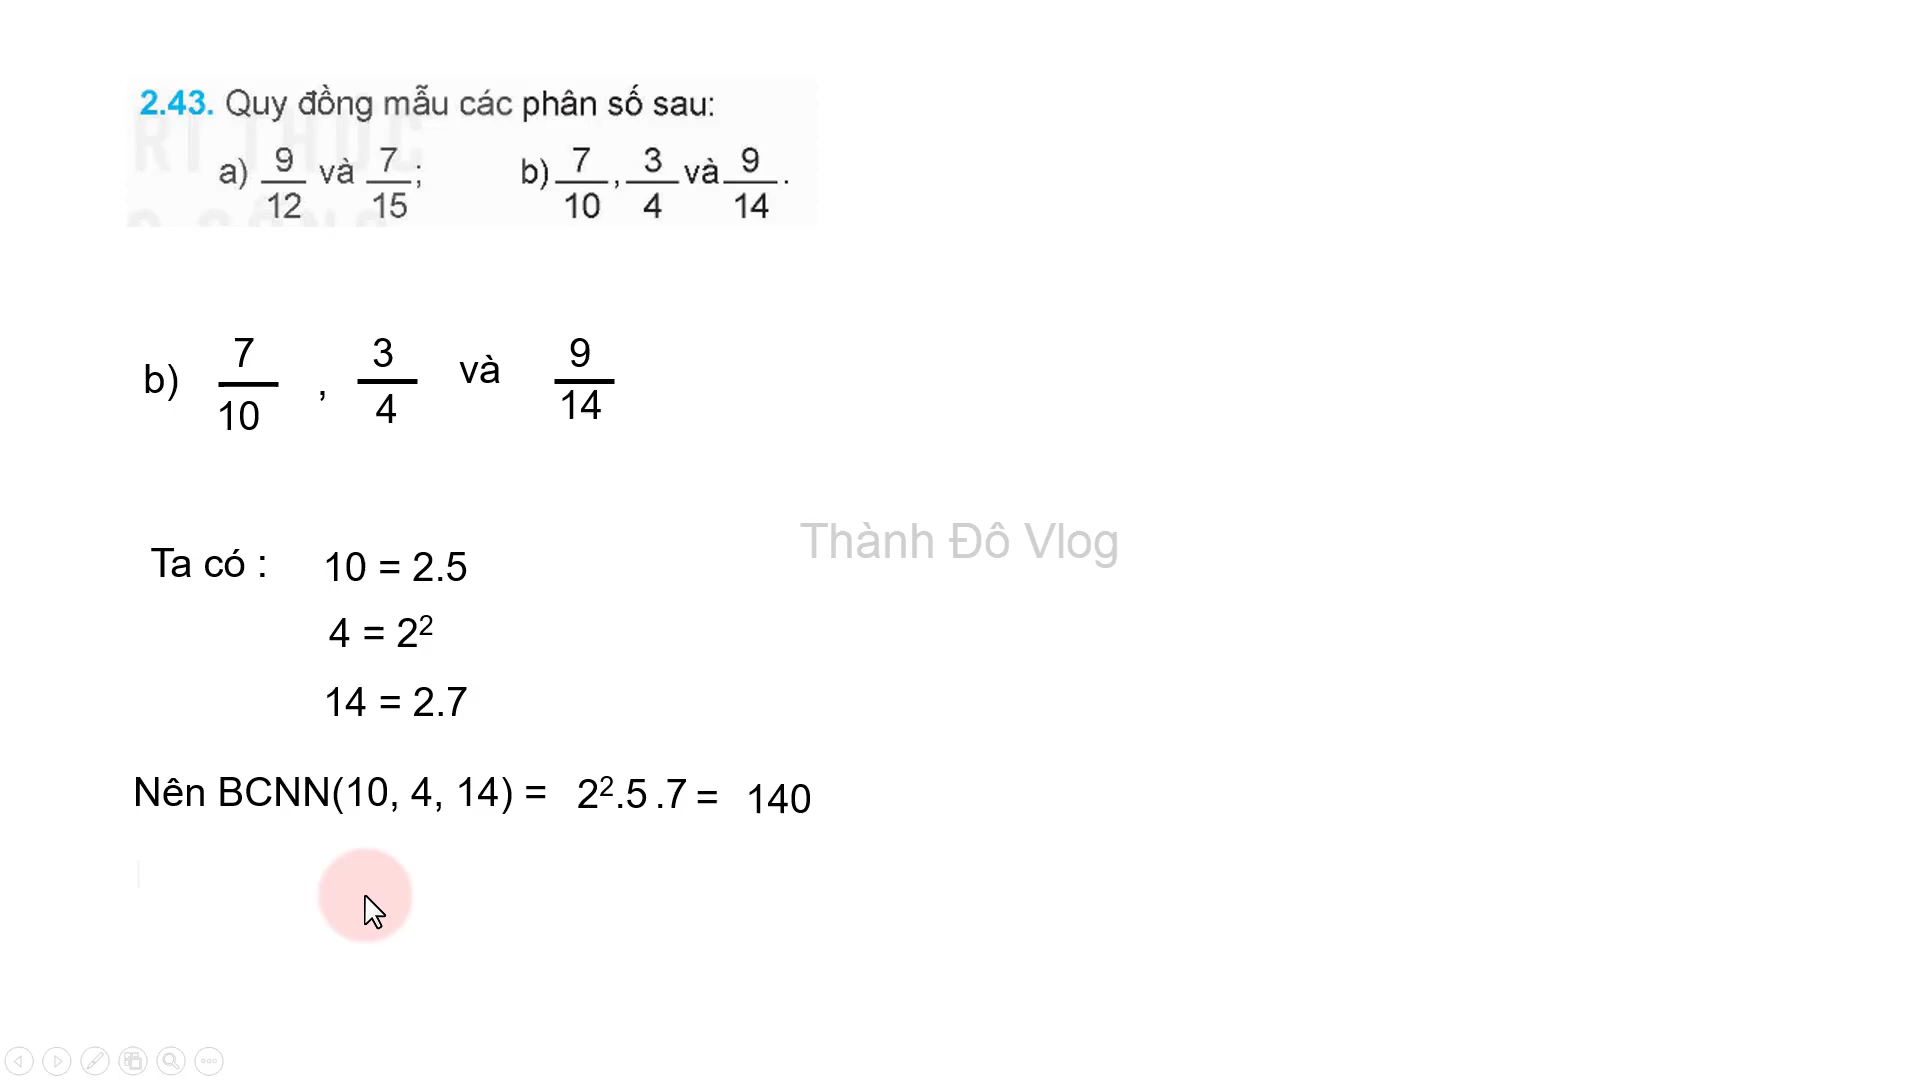 2.43. Quy đồng mẫu các phân số sau:
a) 9/12 và 7/15; b) 7/10, 3/4 và 9/14.
b) 7/10 , 3/4 và 9/14
Thành Đô Vlog
Ta có : 10 = 2.5
4 = 2²
14 = 2.7
Nên BCNN(10, 4, 14) = 2².5 .7 = 140